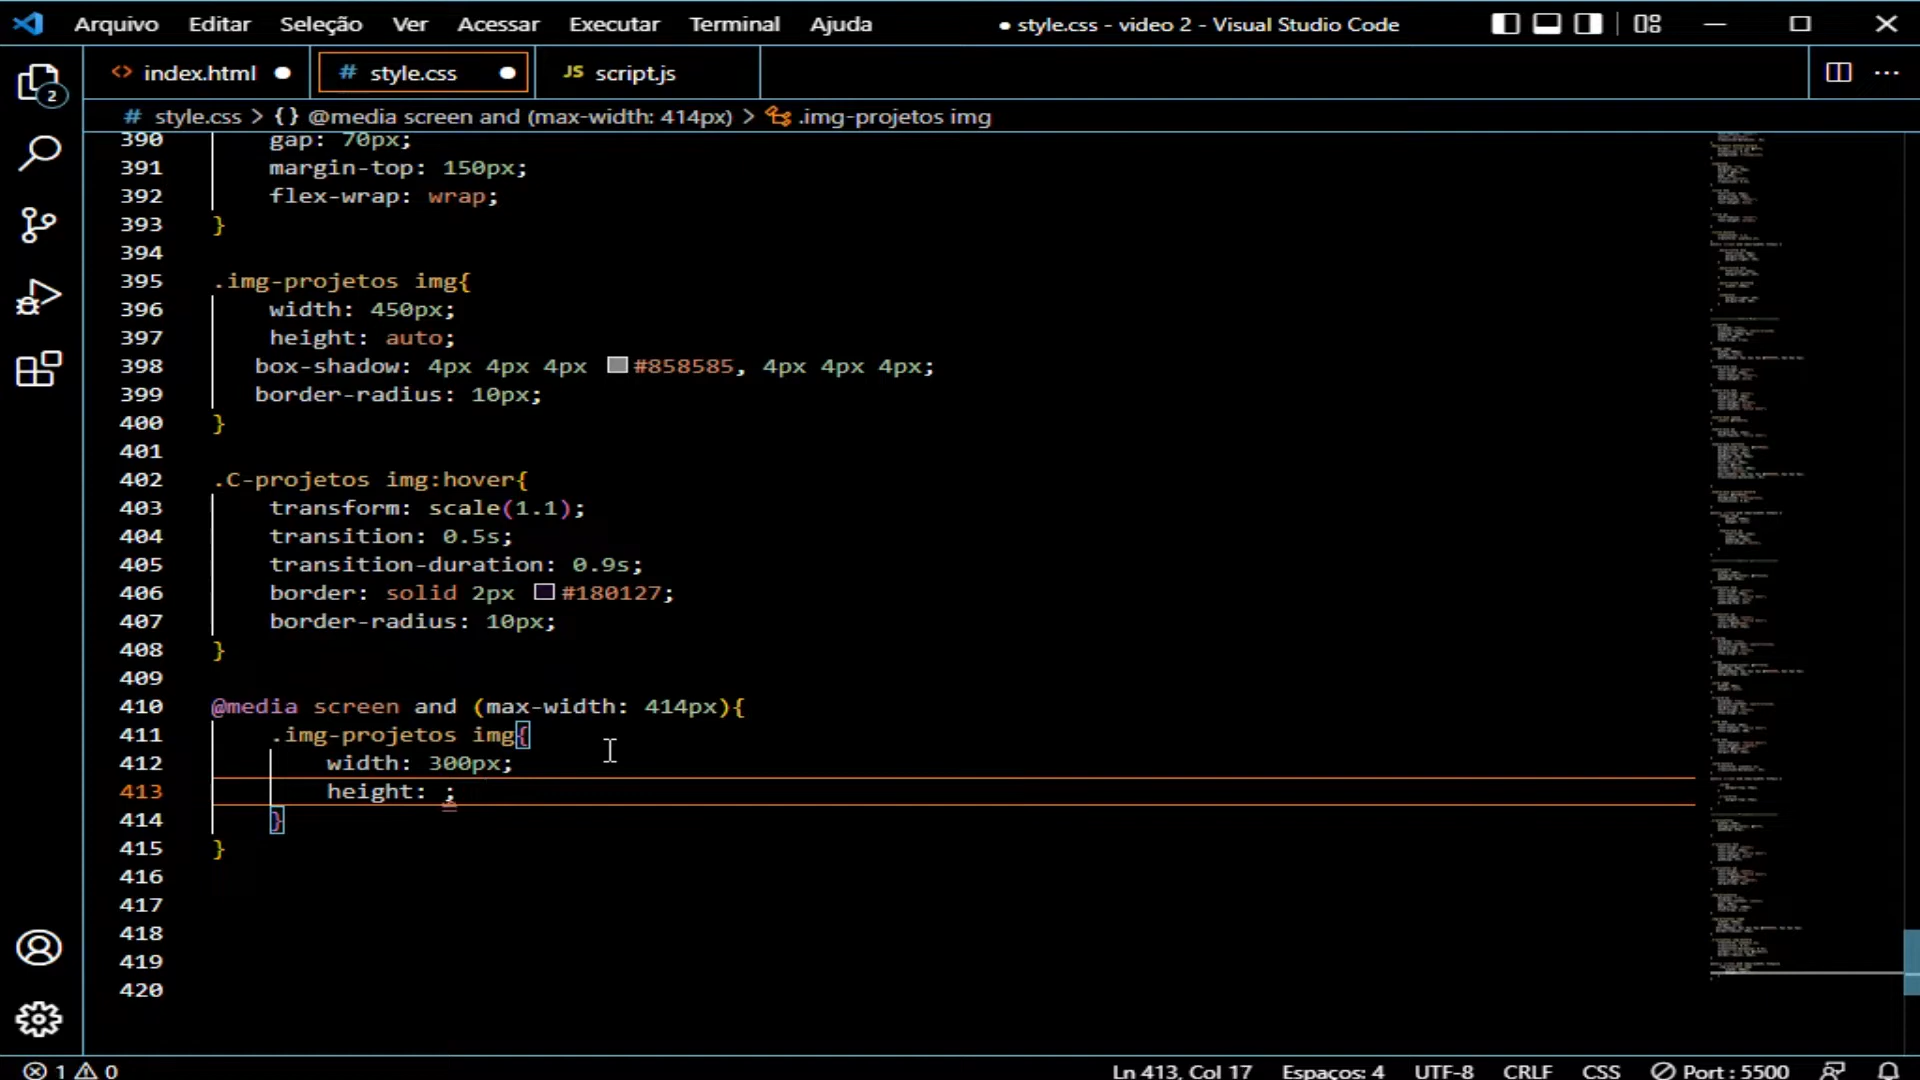 Arquivo Editar Seleção Ver Acessar Executar Terminal Ajuda ● style.css - video 2 - Visual Studio Code
<> index.html ● # style.css ● JS script.js ···
2
# style.css > {} @media screen and (max-width: 414px) > .img-projetos img
390 gap: 70px;
391 margin-top: 150px;
392 flex-wrap: wrap;
393 }
394
395 .img-projetos img{
396 width: 450px;
397 height: auto;
398 box-shadow: 4px 4px 4px #858585, 4px 4px 4px;
399 border-radius: 10px;
400 }
401
402 .C-projetos img:hover{
403 transform: scale(1.1);
404 transition: 0.5s;
405 transition-duration: 0.9s;
406 border: solid 2px #180127;
407 border-radius: 10px;
408 }
409
410 @media screen and (max-width: 414px){
411 .img-projetos img{
412 width: 300px;
413 height: ;
414 }
415 }
416
417
418
419
420
1 0 Ln 413, Col 17 Espaços: 4 UTF-8 CRLF CSS Port : 5500